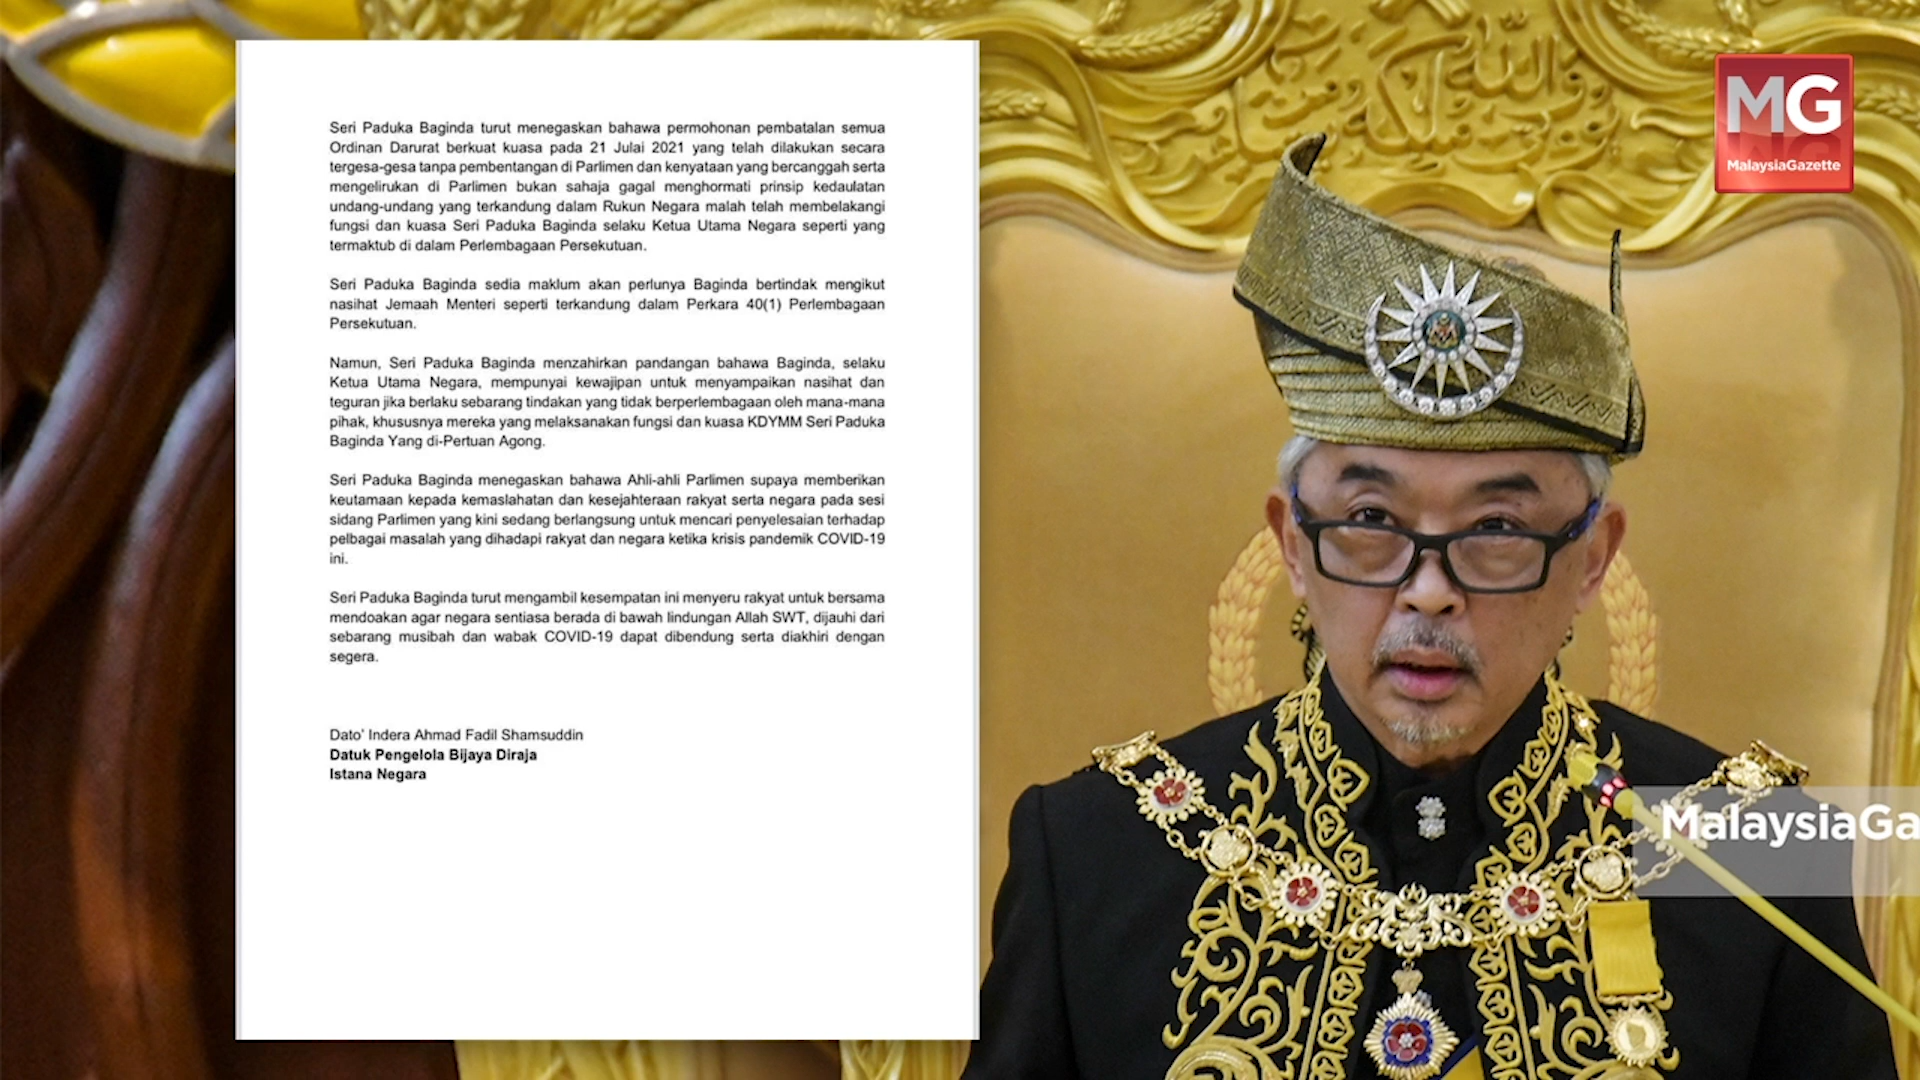 Seri Paduka Baginda turut menegaskan bahawa permohonan pembatalan semua
Ordinan Darurat berkuat kuasa pada 21 Julai 2021 yang telah dilakukan secara
tergesa-gesa tanpa pembentangan di Parlimen dan kenyataan yang bercanggah serta
mengelirukan di Parlimen bukan sahaja gagal menghormati prinsip kedaulatan
undang-undang yang terkandung dalam Rukun Negara malah telah membelakangi
fungsi dan kuasa Seri Paduka Baginda selaku Ketua Utama Negara seperti yang
termaktub di dalam Perlembagaan Persekutuan.
Seri Paduka Baginda sedia maklum akan perlunya Baginda bertindak mengikut
nasihat Jemaah Menteri seperti terkandung dalam Perkara 40(1) Perlembagaan
Persekutuan.
Namun, Seri Paduka Baginda menzahirkan pandangan bahawa Baginda, selaku
Ketua Utama Negara, mempunyai kewajipan untuk menyampaikan nasihat dan
teguran jika berlaku sebarang tindakan yang tidak berperlembagaan oleh mana-mana
pihak, khususnya mereka yang melaksanakan fungsi dan kuasa KDYMM Seri Paduka
Baginda Yang di-Pertuan Agong.
Seri Paduka Baginda menegaskan bahawa Ahli-ahli Parlimen supaya memberikan
keutamaan kepada kemaslahatan dan kesejahteraan rakyat serta negara pada sesi
sidang Parlimen yang kini sedang berlangsung untuk mencari penyelesaian terhadap
pelbagai masalah yang dihadapi rakyat dan negara ketika krisis pandemik COVID-19
ini.
Seri Paduka Baginda turut mengambil kesempatan ini menyeru rakyat untuk bersama
mendoakan agar negara sentiasa berada di bawah lindungan Allah SWT, dijauhi dari
sebarang musibah dan wabak COVID-19 dapat dibendung serta diakhiri dengan
segera.
Dato' Indera Ahmad Fadil Shamsuddin
Datuk Pengelola Bijaya Diraja
Istana Negara
MG
MalaysiaGazette
MalaysiaGa